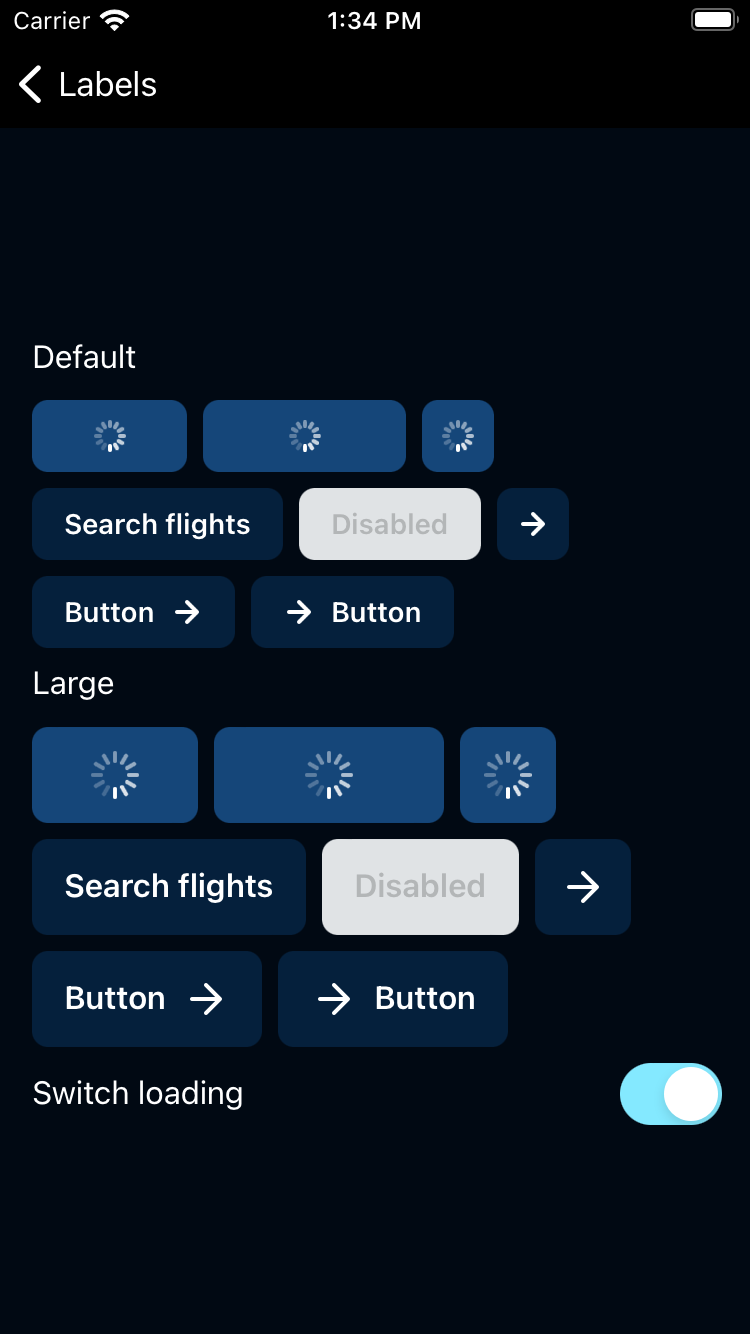 Carrier 1:34 PM
Labels
Default
Search flights Disabled
Button Button
Large
Search flights Disabled
Button Button
Switch loading